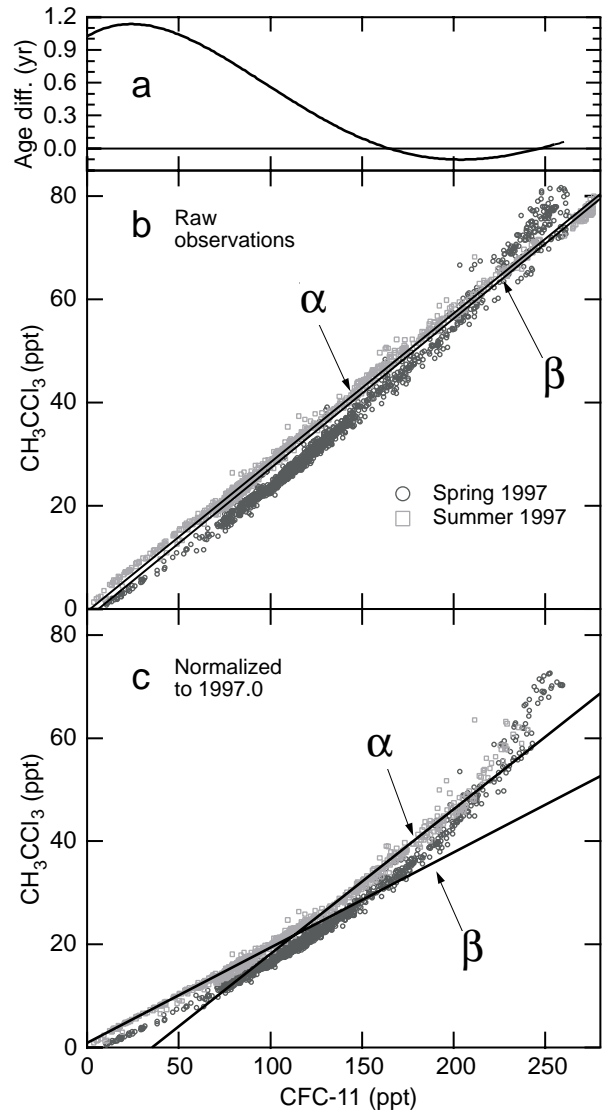 1.2
0.9
0.6
0.3
0.0
Age diff. (yr)
a
80
60
40
20
0
CH₃CCl₃ (ppt)
b Raw
observations
α
β
Spring 1997
Summer 1997
80
60
40
20
0
CH₃CCl₃ (ppt)
c Normalized
to 1997.0
α
β
0 50 100 150 200 250
CFC-11 (ppt)